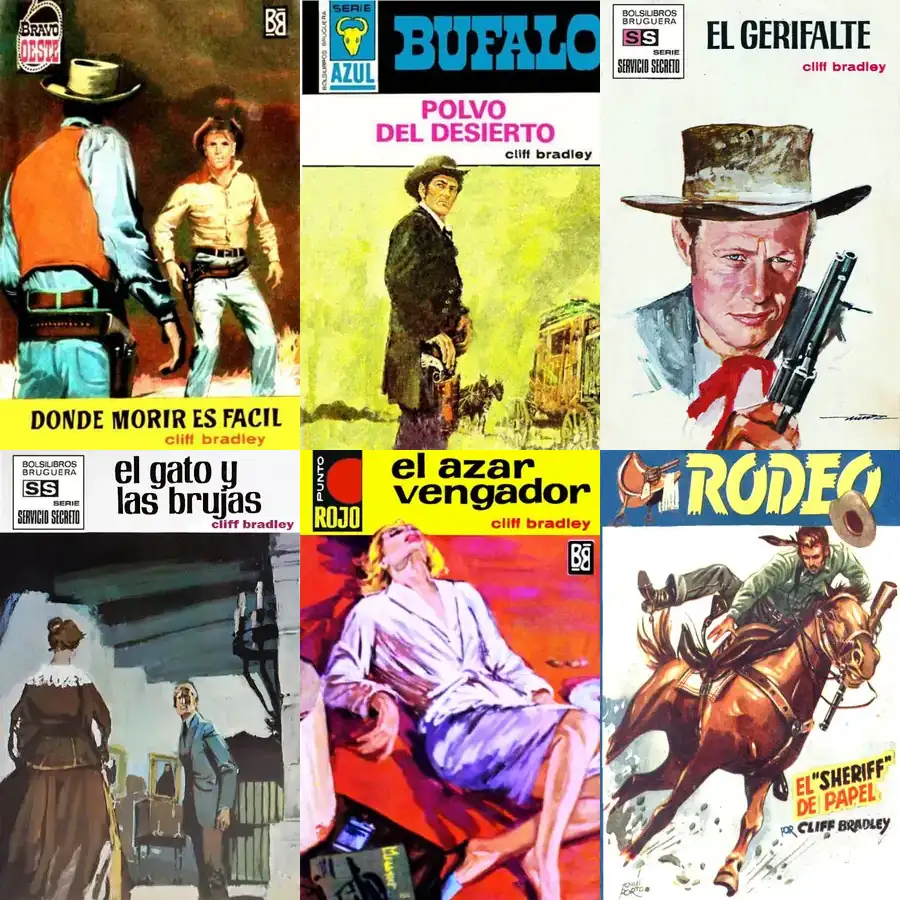 BRAVO
OESTE
BB
DONDE MORIR ES FACIL
cliff bradley
BOLSILIBROS BRUGUERA
SERIE
AZUL
BUFALO
POLVO
DEL DESIERTO
cliff bradley
BOLSILIBROS
BRUGUERA
SS
SERIE
SERVICIO SECRETO
EL GERIFALTE
cliff bradley
BOLSILIBROS
BRUGUERA
SS
SERIE
SERVICIO SECRETO
el gato y
las brujas
cliff bradley
PUNTO
ROJO
el azar
vengador
cliff bradley
BB
RODEO
EL "SHERIFF"
DE PAPEL
POR CLIFF BRADLEY